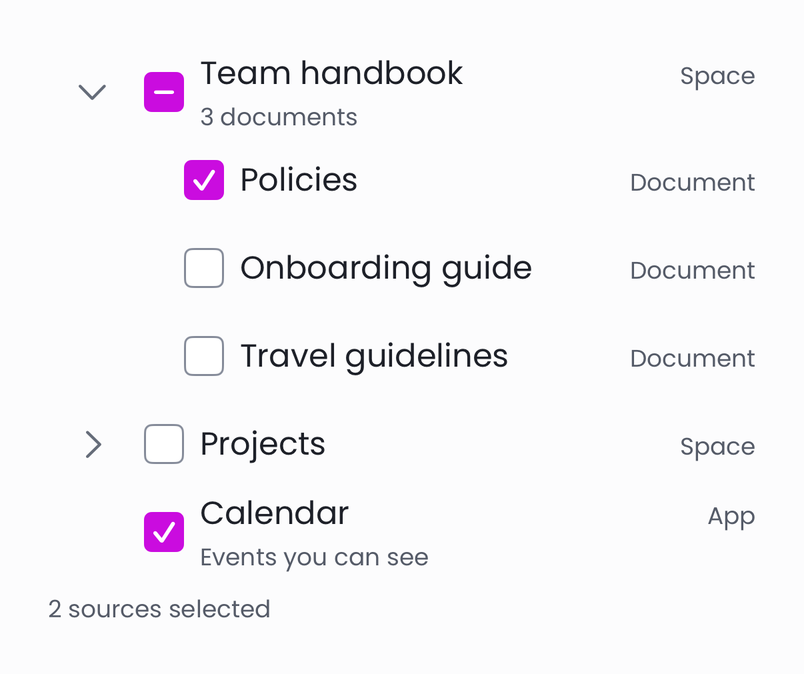 Team handbook Space
3 documents
Policies Document
Onboarding guide Document
Travel guidelines Document
Projects Space
Calendar App
Events you can see
2 sources selected